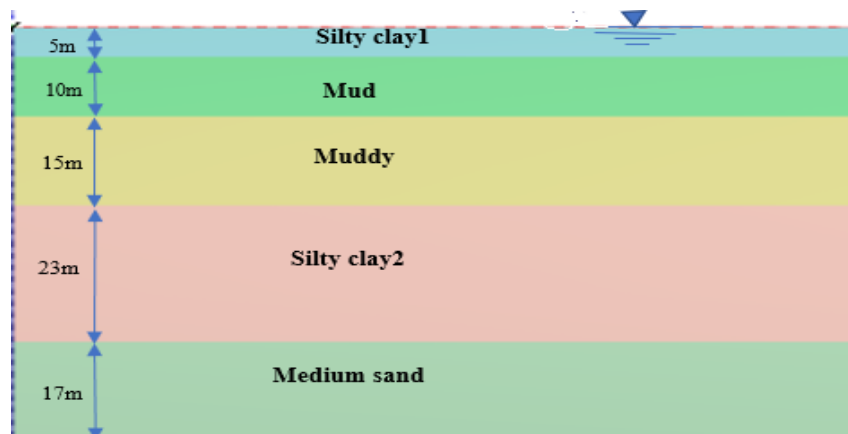 Silty clay1
5m
10m
Mud
Muddy
15m
Silty clay2
23m
Medium sand
17m